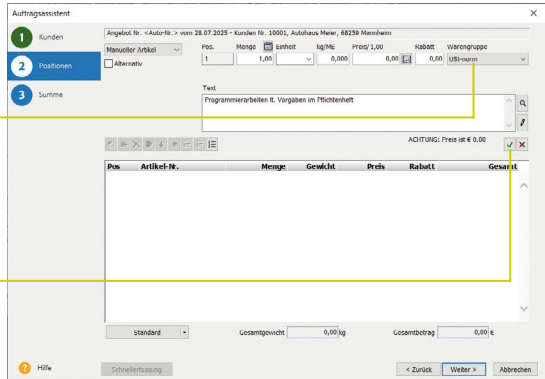 Auftragsassistent
1 Kunden
2 Positionen
3 Summe
Angebot Nr. <Auto-Nr.> vom 28.07.2025 - Kunden Nr. 10001, Autohaus Meier, 68259 Mannheim
Manueller Artikel
Alternativ
Pos. Menge Einheit kg/ME Preis/ 1,00 Rabatt Warengruppe
1 1,00 0,000 0,00 0,00 USt-norm
Text
Programmierarbeiten lt. Vorgaben im Pflichtenheft
ACHTUNG: Preis ist € 0.00
Pos Artikel-Nr. Menge Gewicht Preis Rabatt Gesamt
Standard Gesamtgewicht 0,00 kg Gesamtbetrag 0,00 €
? Hilfe Schnellerfassung < Zurück Weiter > Abbrechen